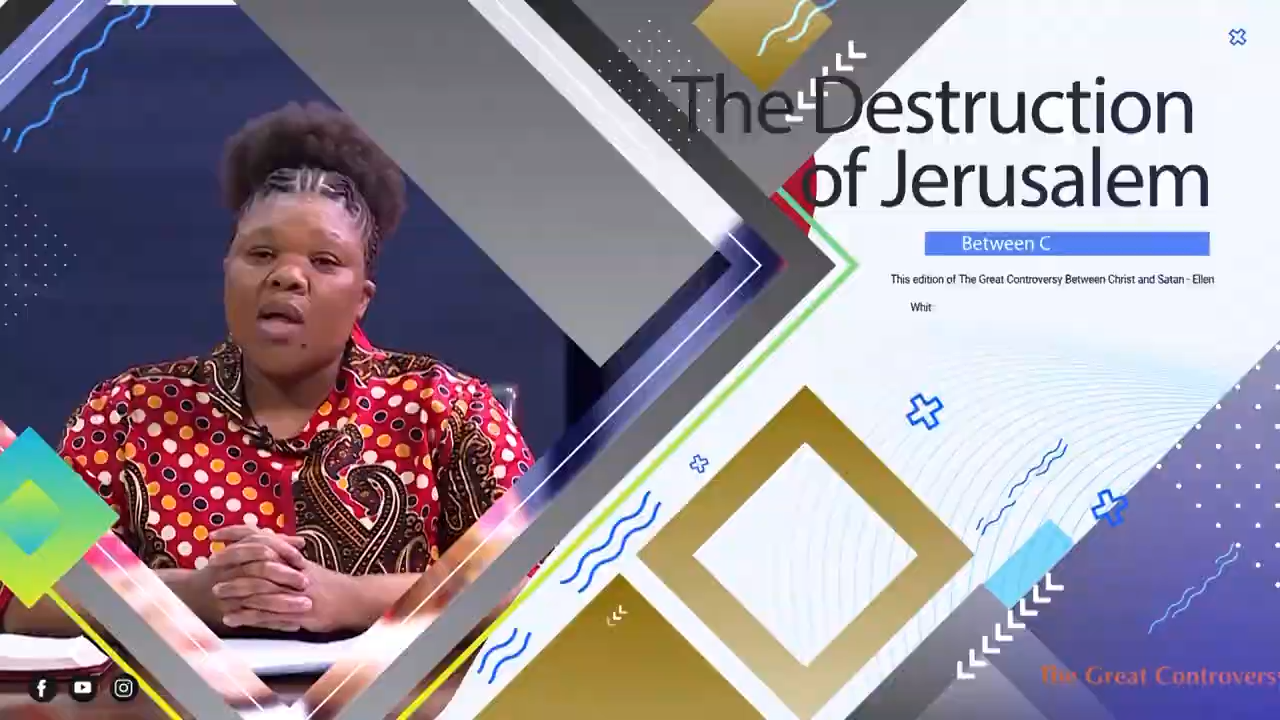 The Destruction
of Jerusalem
Between C
This edition of The Great Controversy Between Christ and Satan - Ellen
Whit
The Great Controvers